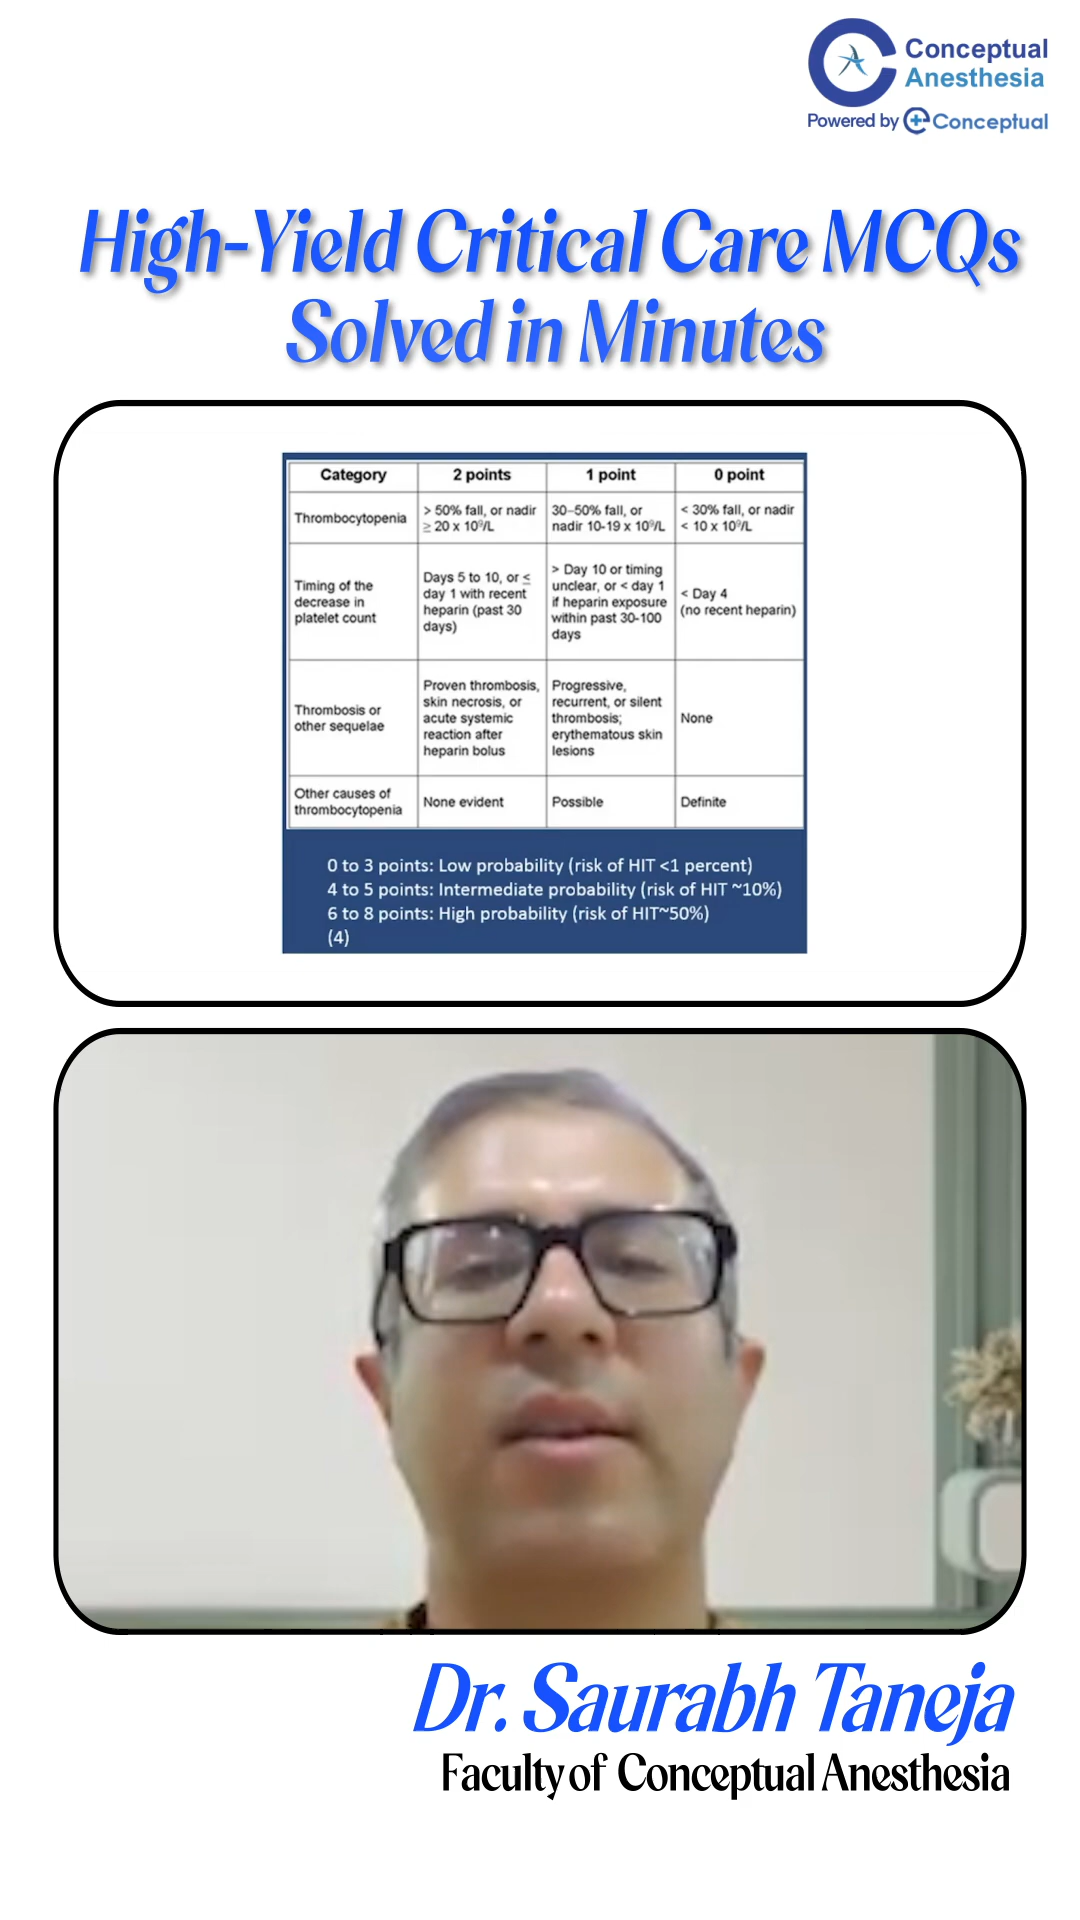 Conceptual
Anesthesia
Powered by Conceptual
High-Yield Critical Care MCQs
Solved in Minutes
Category 2 points 1 point 0 point
Thrombocytopenia
> 50% fall, or nadir
≥ 20 x 10⁹/L
30–50% fall, or
nadir 10-19 x 10⁹/L
< 30% fall, or nadir
< 10 x 10⁹/L
Timing of the
decrease in
platelet count
Days 5 to 10, or ≤
day 1 with recent
heparin (past 30
days)
> Day 10 or timing
unclear, or < day 1
if heparin exposure
within past 30-100
days
< Day 4
(no recent heparin)
Thrombosis or
other sequelae
Proven thrombosis,
skin necrosis, or
acute systemic
reaction after
heparin bolus
Progressive,
recurrent, or silent
thrombosis;
erythematous skin
lesions
None
Other causes of
thrombocytopenia
None evident
Possible
Definite
0 to 3 points: Low probability (risk of HIT <1 percent)
4 to 5 points: Intermediate probability (risk of HIT ~10%)
6 to 8 points: High probability (risk of HIT~50%)
(4)
Dr. Saurabh Taneja
Faculty of Conceptual Anesthesia